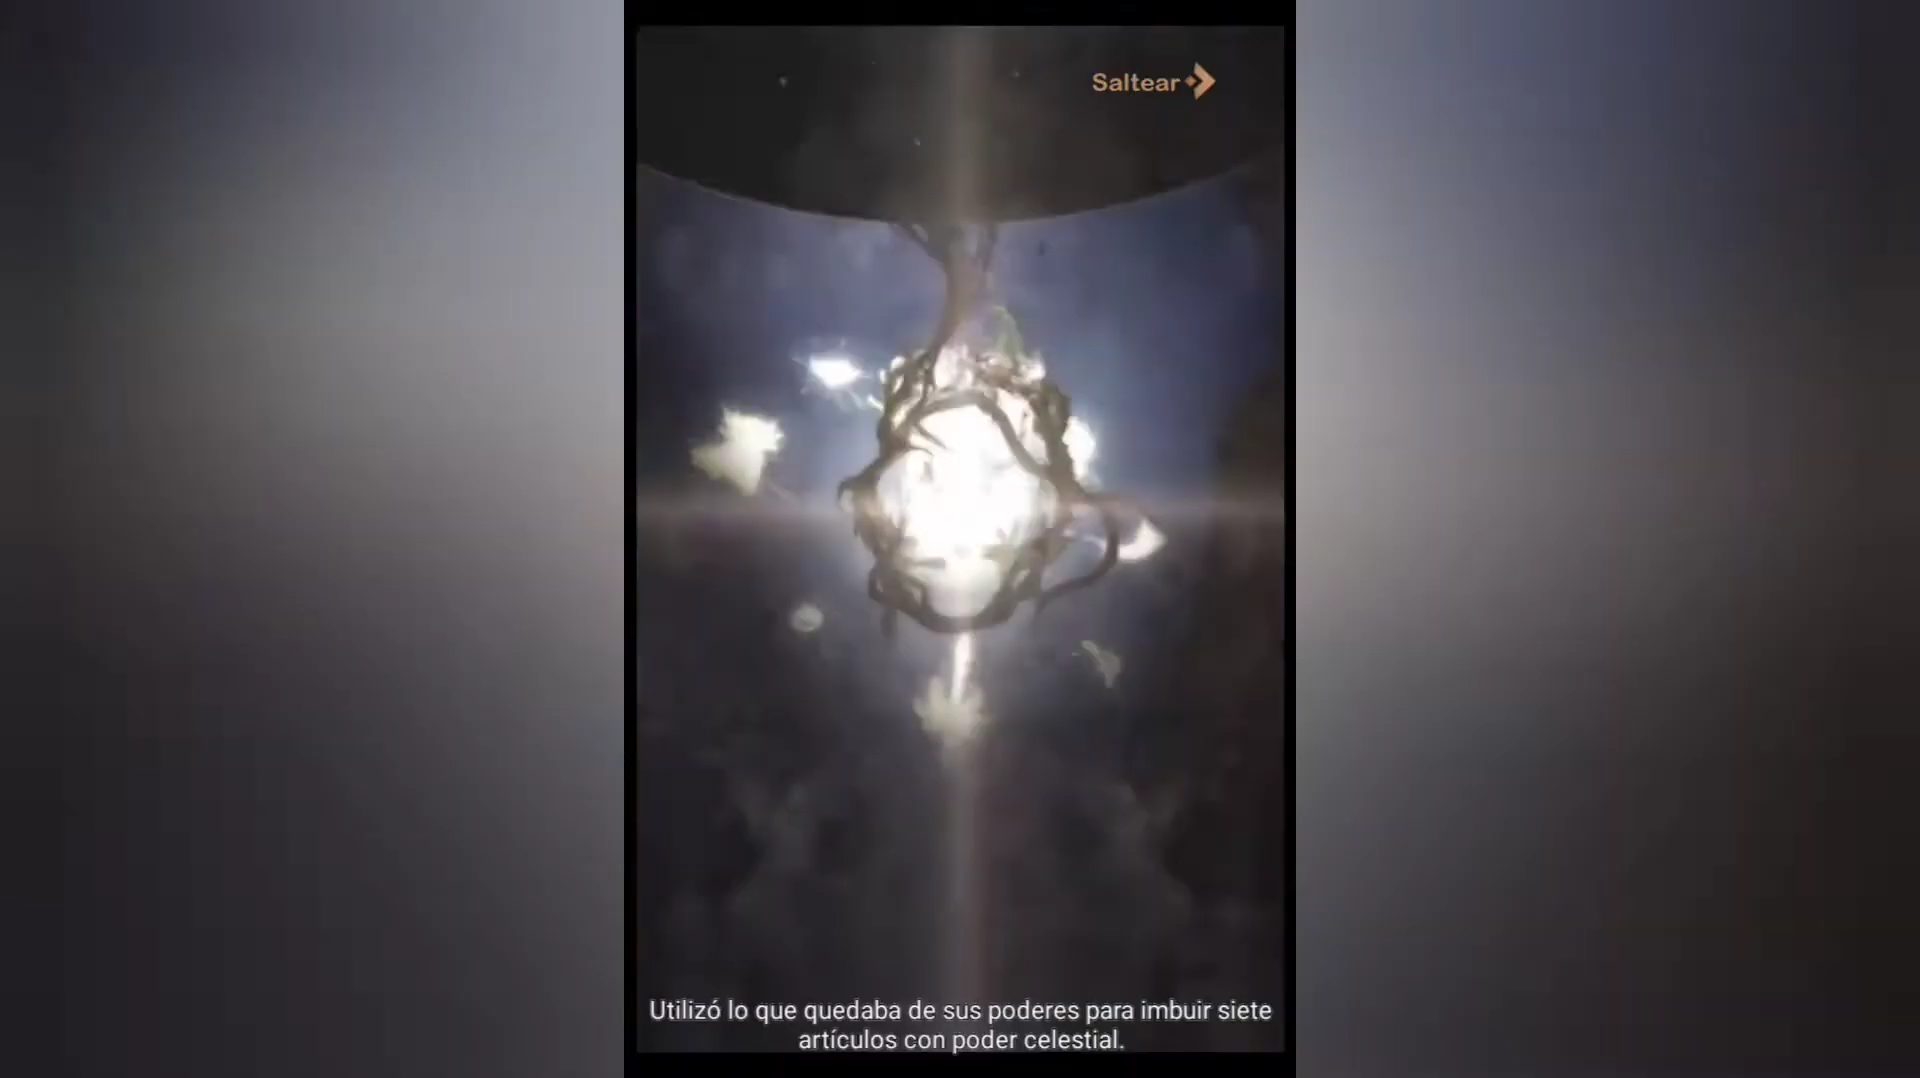 Saltear
Utilizó lo que quedaba de sus poderes para imbuir siete
artículos con poder celestial.